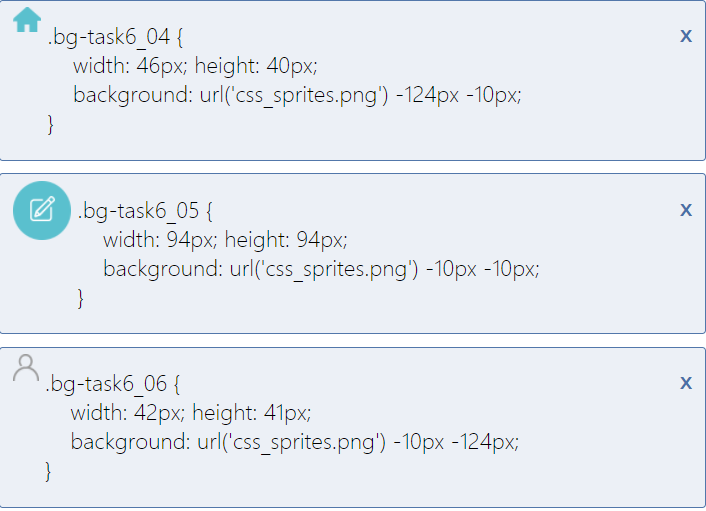 .bg-task6_04 {
X
width: 46px; height: 40px;
background: url('css_sprites.png') -124px -10px;
}
.bg-task6_05 {
X
width: 94px; height: 94px;
background: url('css_sprites.png') -10px -10px;
}
.bg-task6_06 {
X
width: 42px; height: 41px;
background: url('css_sprites.png') -10px -124px;
}